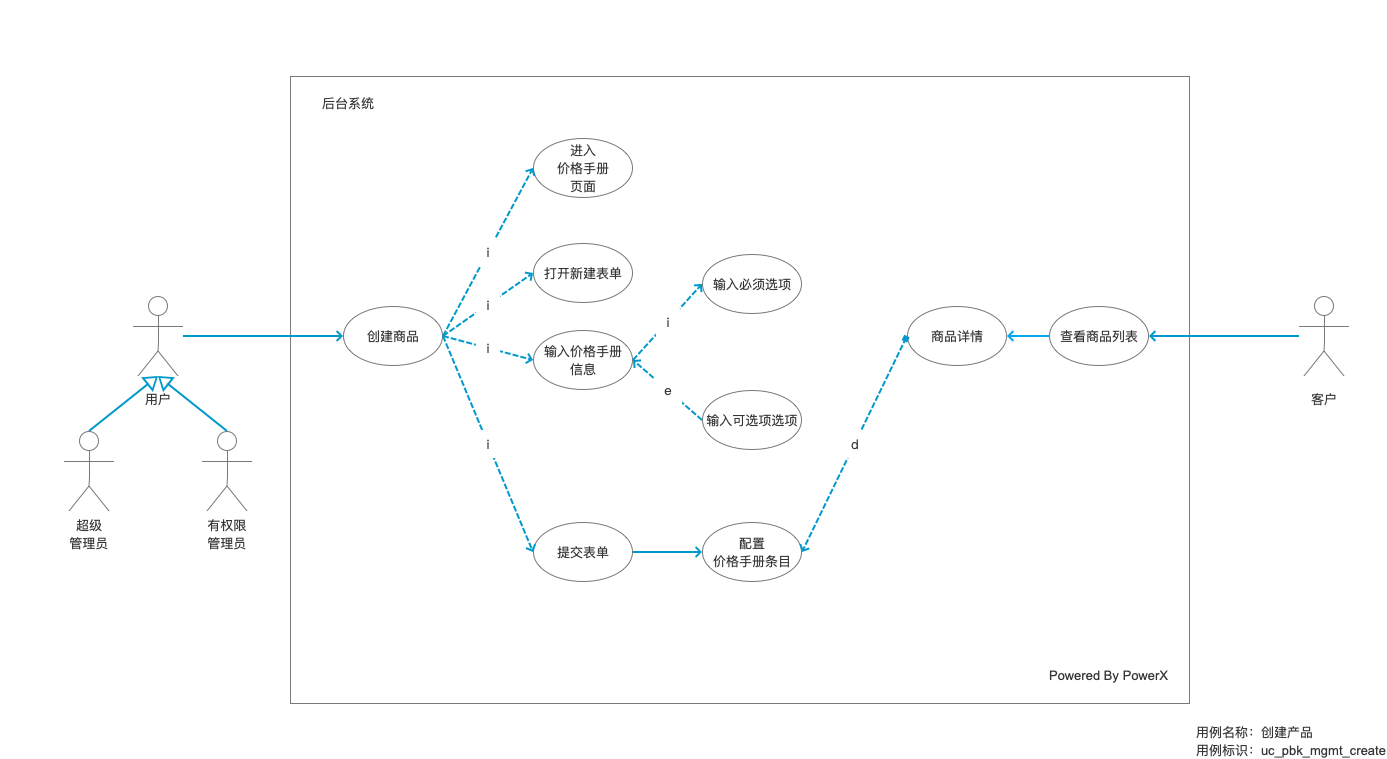 后台系统
进入
价格手册
页面
i
打开新建表单
i
输入必须选项
i
创建商品
i
输入价格手册
信息
商品详情
查看商品列表
用户
客户
e
输入可选项选项
i
d
超级
管理员
有权限
管理员
提交表单
配置
价格手册条目
Powered By PowerX
用例名称：创建产品
用例标识：uc_pbk_mgmt_create